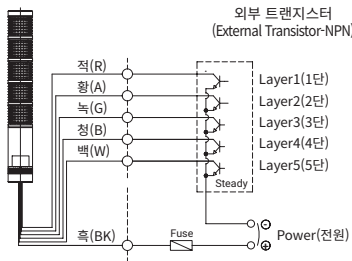 외부 트랜지스터
(External Transistor-NPN)
적(R)
황(A)
녹(G)
청(B)
백(W)
Layer1(1단)
Layer2(2단)
Layer3(3단)
Layer4(4단)
Layer5(5단)
Steady
흑(BK)
Fuse
Power(전원)